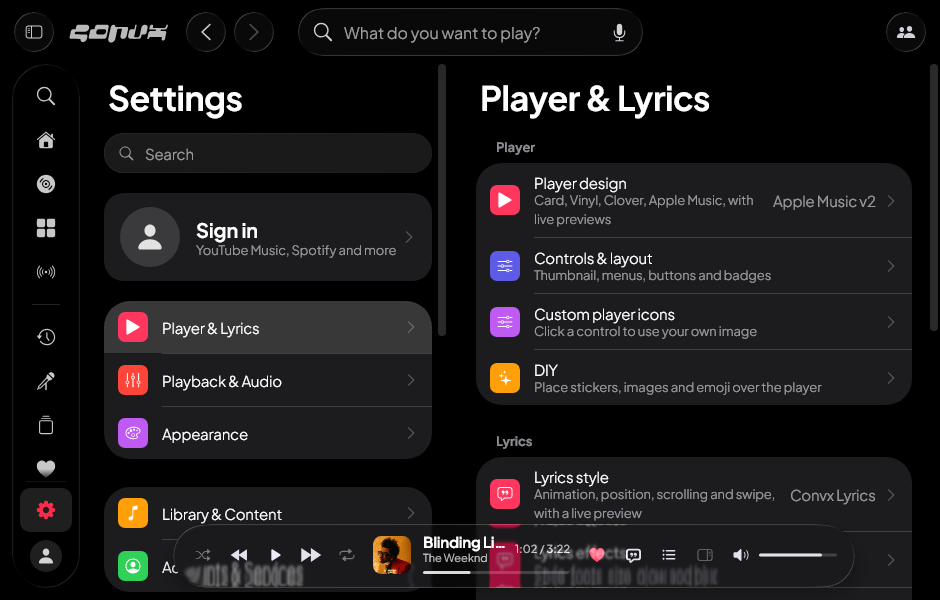 What do you want to play?
Settings
Search
Sign in
YouTube Music, Spotify and more
Player & Lyrics
Playback & Audio
Appearance
Library & Content
Player & Lyrics
Player
Player design
Card, Vinyl, Clover, Apple Music, with
live previews
Apple Music v2
Controls & layout
Thumbnail, menus, buttons and badges
Custom player icons
Click a control to use your own image
DIY
Place stickers, images and emoji over the player
Lyrics
Lyrics style
Animation, position, scrolling and swipe,
with a live preview
Convx Lyrics
Blinding Li...
The Weeknd
1:02 / 3:22